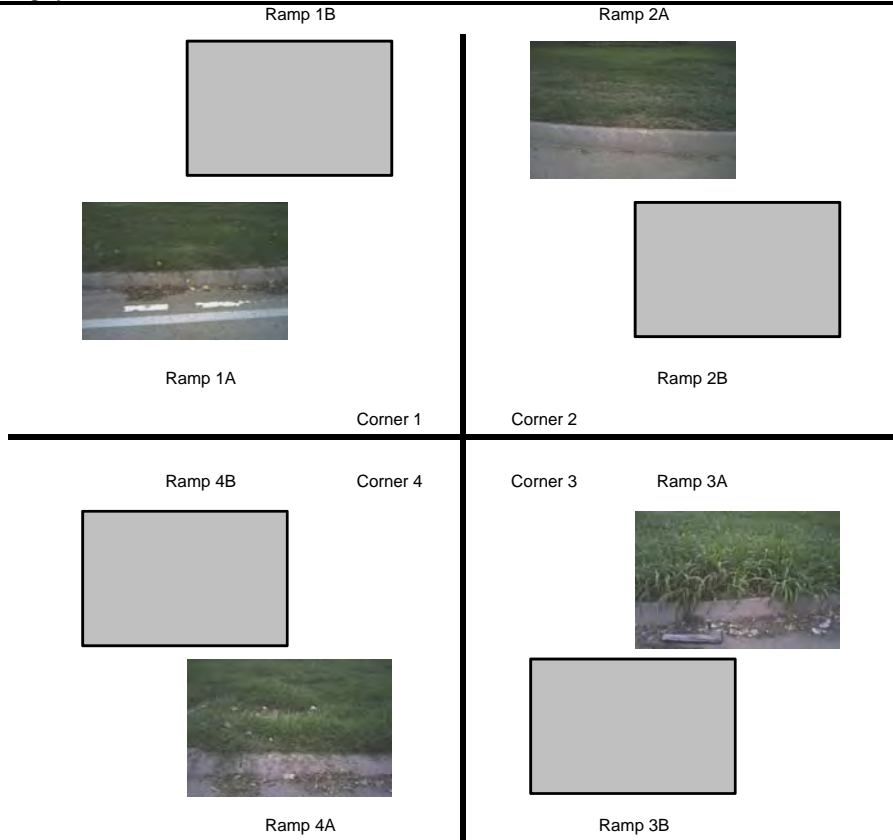 Ramp 1B Ramp 2A
Ramp 1A Ramp 2B
Corner 1 Corner 2
Ramp 4B Corner 4 Corner 3 Ramp 3A
Ramp 4A Ramp 3B